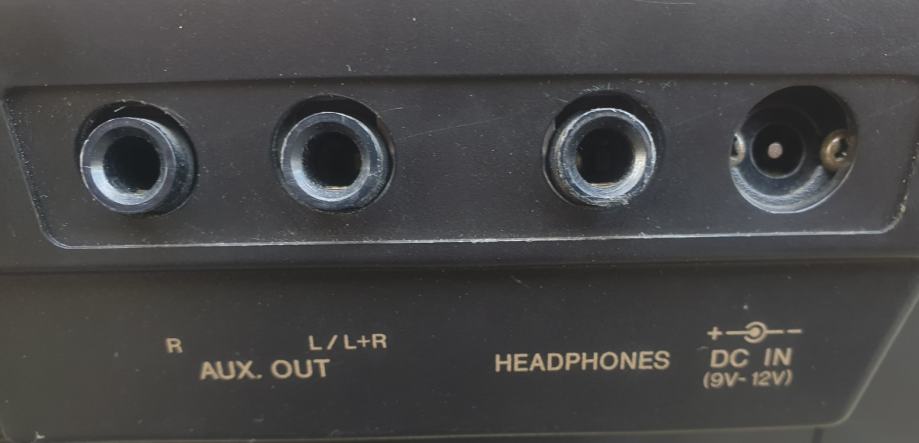 R L/L+R
AUX. OUT
HEADPHONES
+ -
DC IN
(9V-12V)